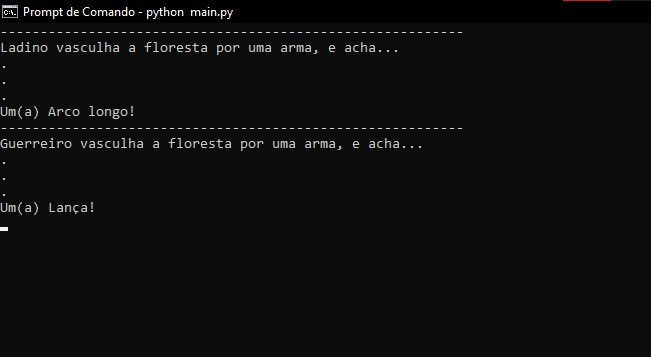 Prompt de Comando - python  main.py
----------------------------------------------------------
Ladino vasculha a floresta por uma arma, e acha...
.
.
.
Um(a) Arco longo!
----------------------------------------------------------
Guerreiro vasculha a floresta por uma arma, e acha...
.
.
.
Um(a) Lança!